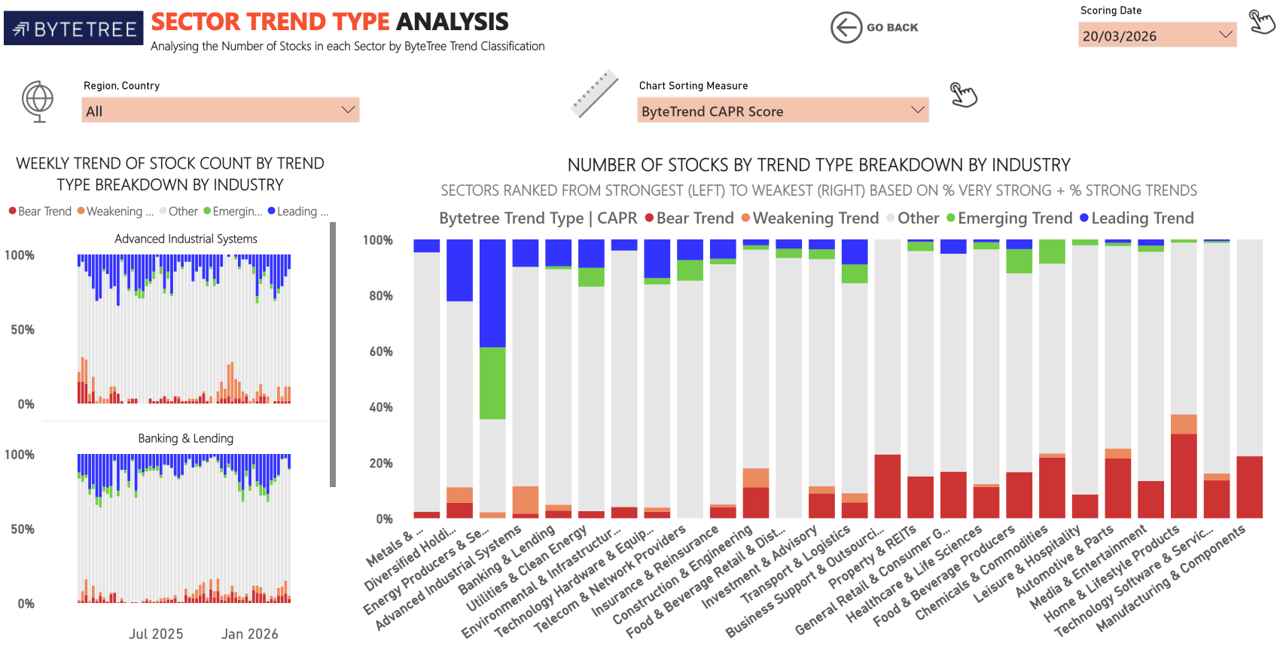 BYTETREE
SECTOR TREND TYPE ANALYSIS
Analysing the Number of Stocks in each Sector by ByteTree Trend Classification
GO BACK
Scoring Date
20/03/2026
Region, Country
All
Chart Sorting Measure
ByteTrend CAPR Score
WEEKLY TREND OF STOCK COUNT BY TREND
TYPE BREAKDOWN BY INDUSTRY
Bear Trend Weakening ... Other Emergin... Leading ...
Advanced Industrial Systems
100%
50%
0%
Banking & Lending
100%
50%
0%
Jul 2025 Jan 2026
NUMBER OF STOCKS BY TREND TYPE BREAKDOWN BY INDUSTRY
SECTORS RANKED FROM STRONGEST (LEFT) TO WEAKEST (RIGHT) BASED ON % VERY STRONG + % STRONG TRENDS
Bytetree Trend Type | CAPR Bear Trend Weakening Trend Other Emerging Trend Leading Trend
100%
80%
60%
40%
20%
0%
Metals & ...
Diversified Holdi...
Energy Producers & Se...
Advanced Industrial Systems
Banking & Lending
Utilities & Clean Energy
Environmental & Infrastructur...
Technology Hardware & Equip...
Telecom & Network Providers
Insurance & Reinsurance
Construction & Engineering
Food & Beverage Retail & Dist...
Investment & Advisory
Transport & Logistics
Business Support & Outsourci...
Property & REITs
General Retail & Consumer G...
Healthcare & Life Sciences
Food & Beverage Producers
Chemicals & Commodities
Leisure & Hospitality
Automotive & Parts
Media & Entertainment
Home & Lifestyle Products
Technology Software & Servic...
Manufacturing & Components